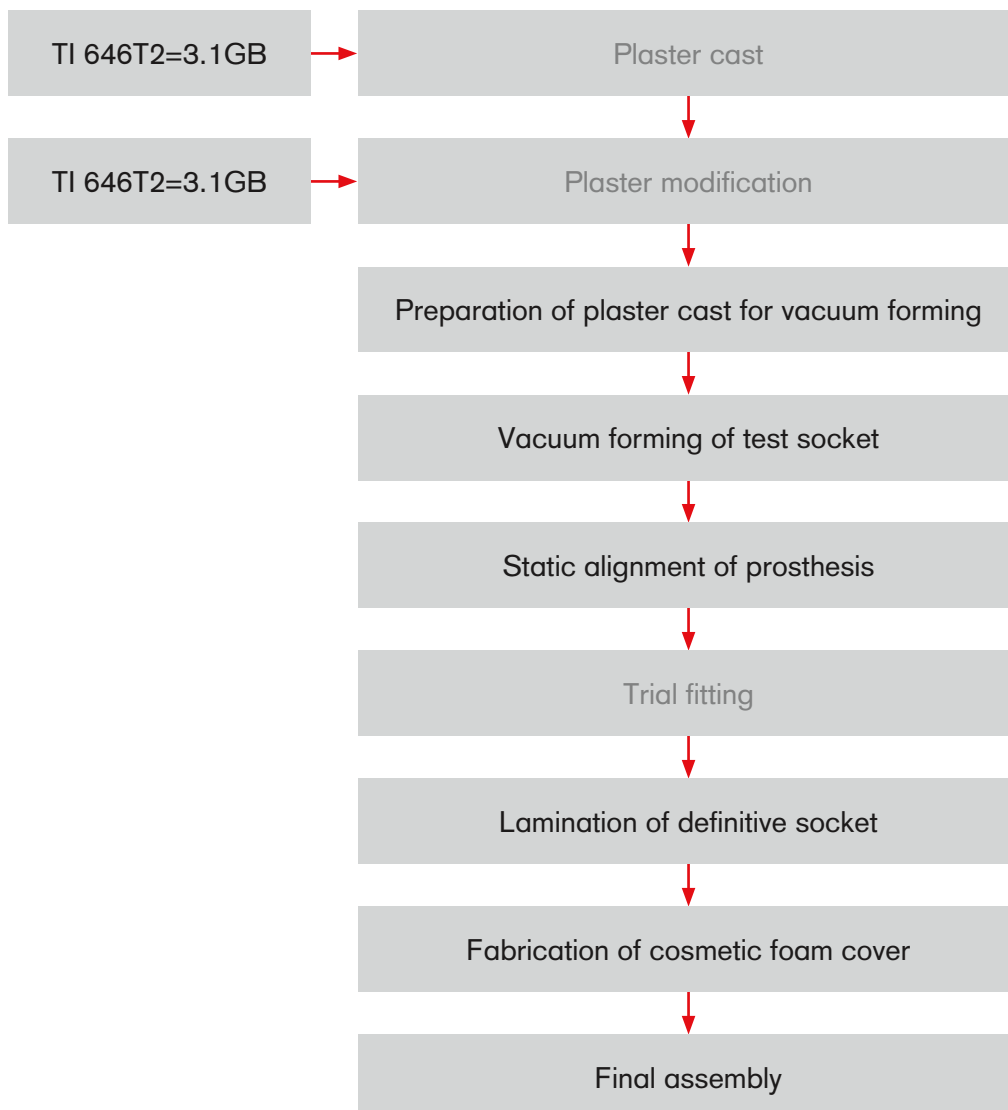 TI 646T2=3.1GB
Plaster cast
TI 646T2=3.1GB
Plaster modification
Preparation of plaster cast for vacuum forming
Vacuum forming of test socket
Static alignment of prosthesis
Trial fitting
Lamination of definitive socket
Fabrication of cosmetic foam cover
Final assembly